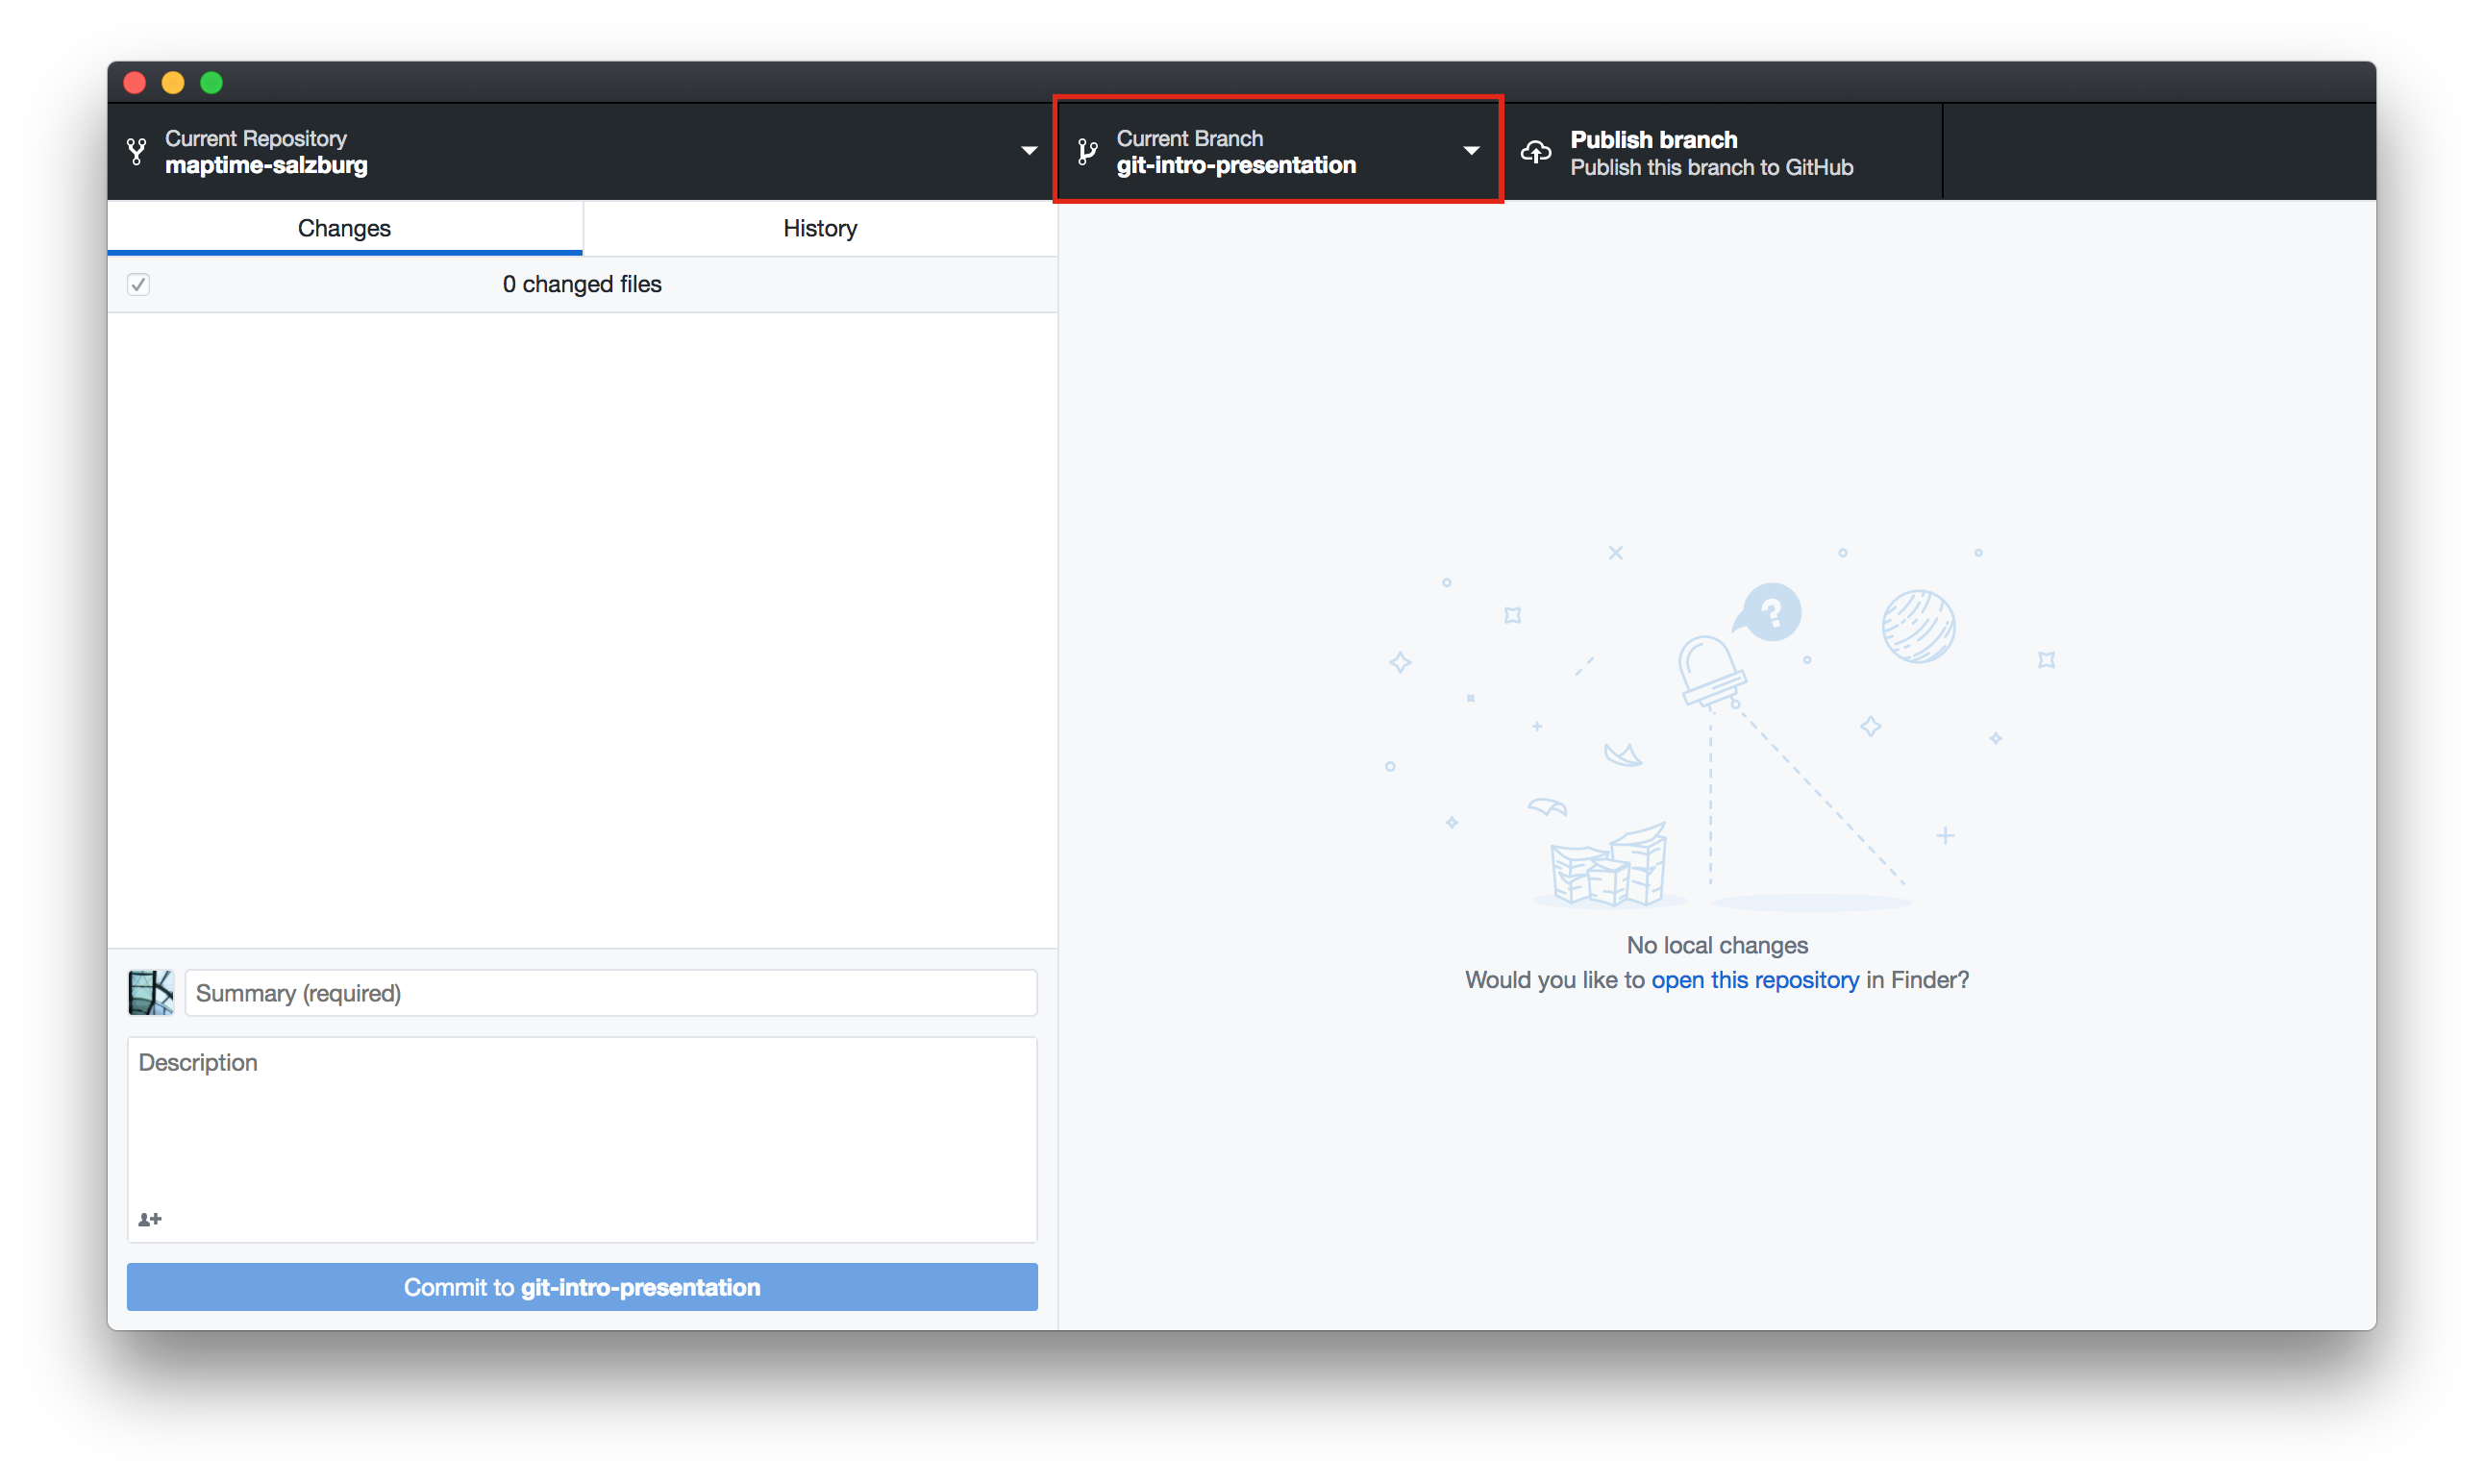 Current Repository
maptime-salzburg
Current Branch
git-intro-presentation
Publish branch
Publish this branch to GitHub
Changes
History
0 changed files
?
No local changes
Would you like to open this repository in Finder?
Summary (required)
Description
Commit to git-intro-presentation